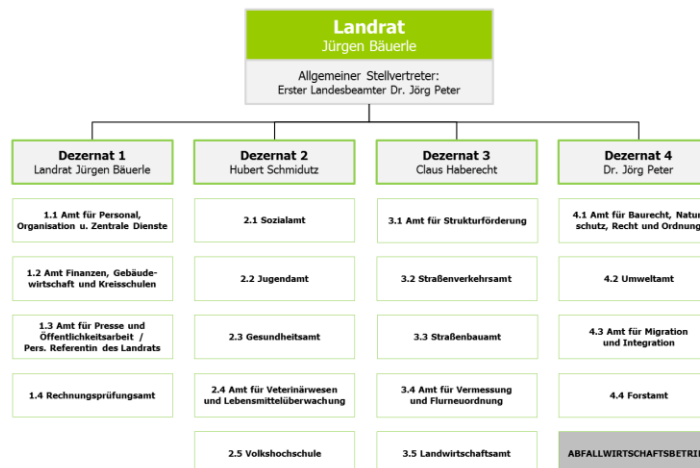 Landrat
Jürgen Bäuerle
Allgemeiner Stellvertreter:
Erster Landesbeamter Dr. Jörg Peter
Dezernat 1
Landrat Jürgen Bäuerle
1.1 Amt für Personal,
Organisation u. Zentrale Dienste
1.2 Amt Finanzen, Gebäude-
wirtschaft und Kreisschulen
1.3 Amt für Presse und
Öffentlichkeitsarbeit /
Pers. Referentin des Landrats
1.4 Rechnungsprüfungsamt
Dezernat 2
Hubert Schmidutz
2.1 Sozialamt
2.2 Jugendamt
2.3 Gesundheitsamt
2.4 Amt für Veterinärwesen
und Lebensmittelüberwachung
2.5 Volkshochschule
Dezernat 3
Claus Haberecht
3.1 Amt für Strukturförderung
3.2 Straßenverkehrsamt
3.3 Straßenbauamt
3.4 Amt für Vermessung
und Flurneuordnung
3.5 Landwirtschaftsamt
Dezernat 4
Dr. Jörg Peter
4.1 Amt für Baurecht, Natur
schutz, Recht und Ordnung
4.2 Umweltamt
4.3 Amt für Migration
und Integration
4.4 Forstamt